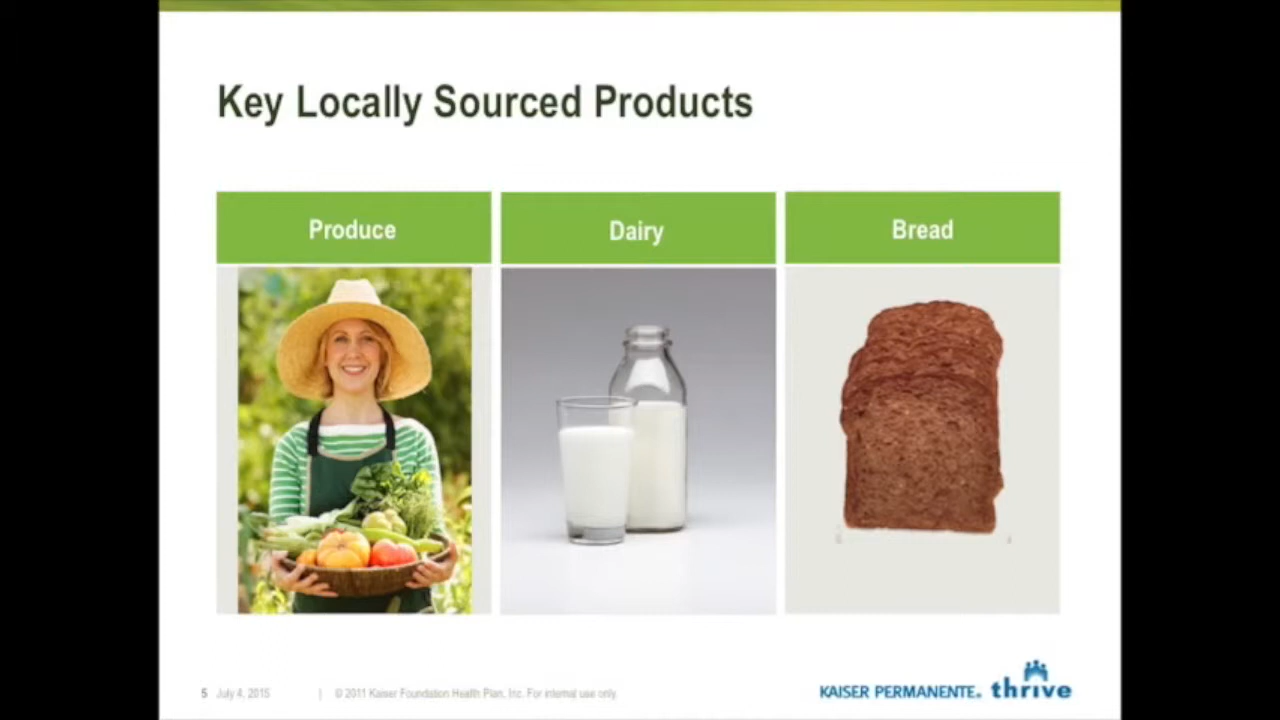 Key Locally Sourced Products
Produce
Dairy
Bread
5 July 4, 2015 | © 2011 Kaiser Foundation Health Plan, Inc. For internal use only.
KAISER PERMANENTE® thrive